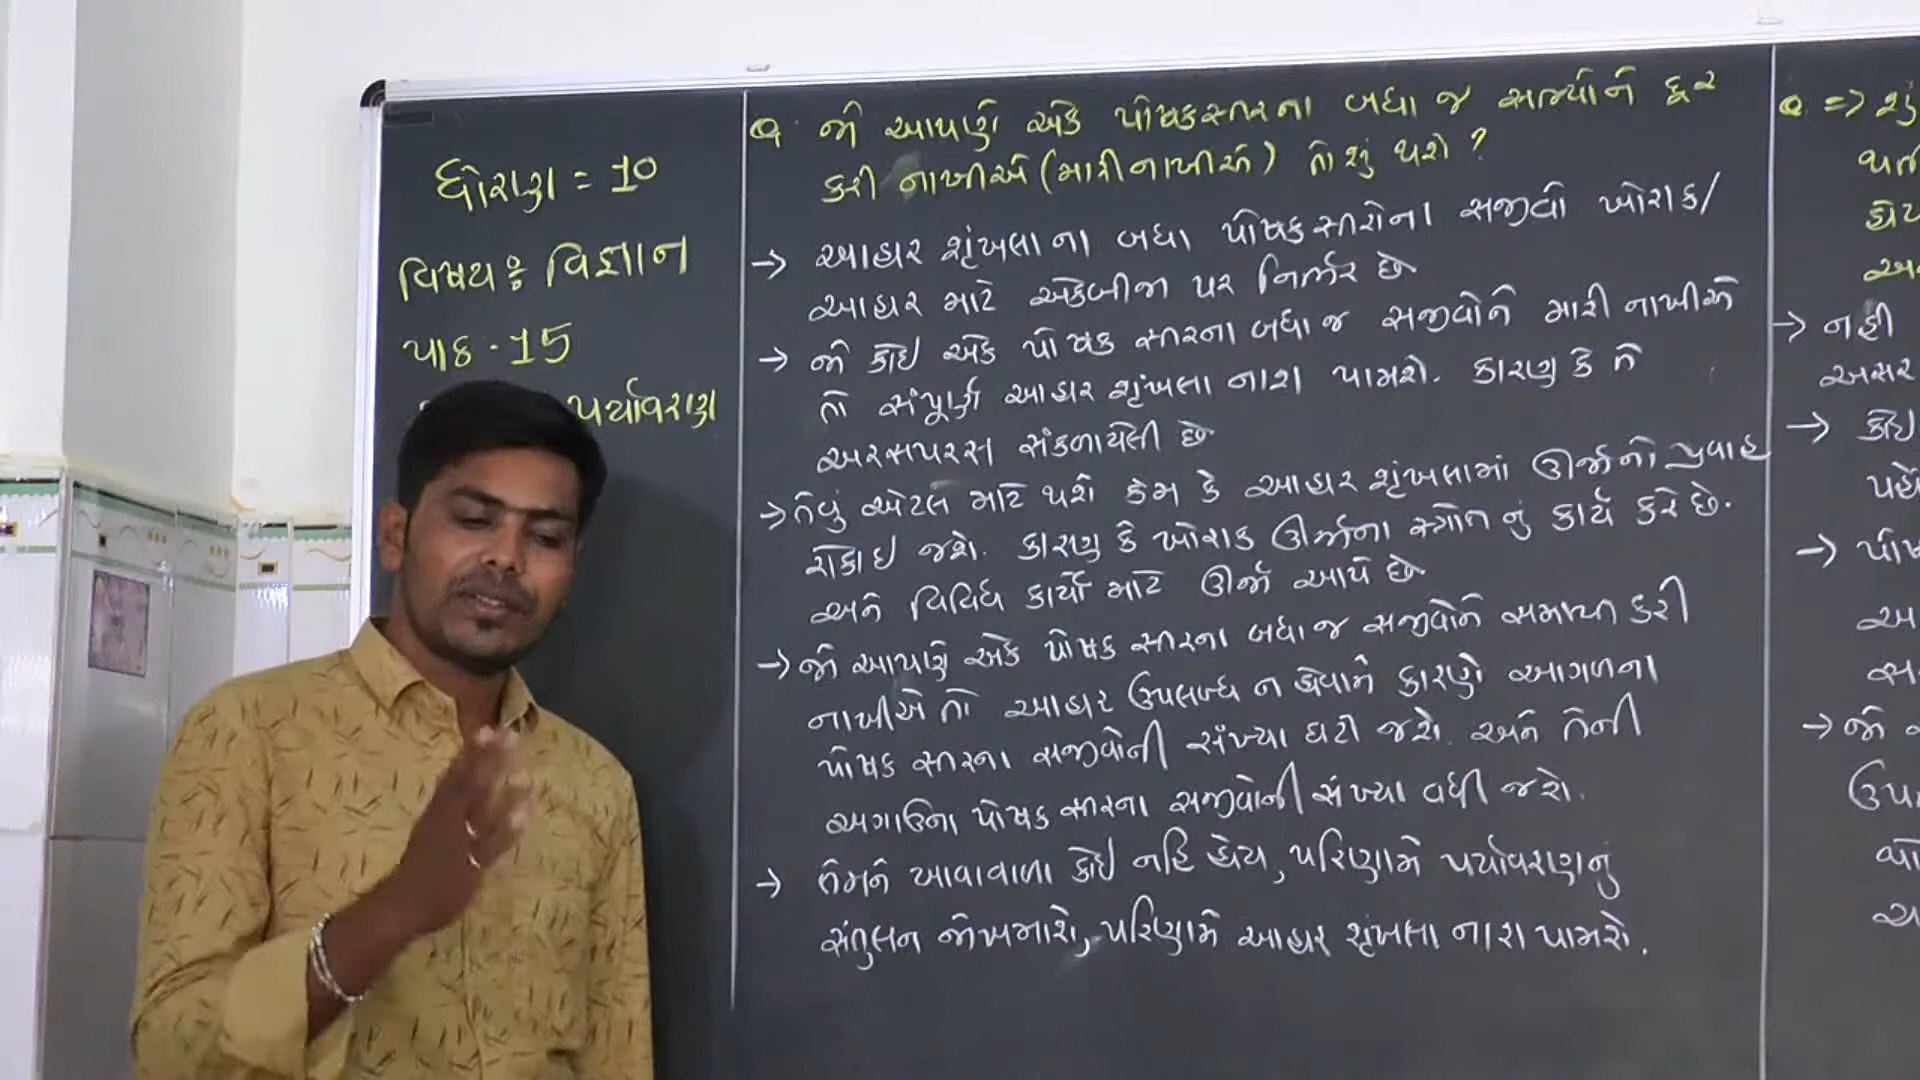 ધોરણ = 10
વિષય : વિજ્ઞાન
પાઠ - 15
પર્યાવરણ
Q. જો આપણે એક પોષકસ્તરના બધા જ સભ્યોને દૂર
કરી નાખીએ (મારી નાખીએ) તો શું થશે ?
→ આહાર શૃંખલાના બધા પોષક સ્તરોના સજીવો ખોરાક/
આહાર માટે એકબીજા પર નિર્ભર છે
→ જો કોઇ એક પોષક સ્તરના બધા જ સજીવોને મારી નાખીએ
તો સંપૂર્ણ આહાર શૃંખલા નાશ પામશે. કારણ કે તે
અરસપરસ સંકળાયેલી છે
→ તેવું એટલે માટે થશે કેમ કે આહાર શૃંખલામાં ઊર્જાનો પ્રવાહ
રોકાઇ જશે. કારણ કે ખોરાક ઊર્જાના સ્ત્રોત નું કાર્ય કરે છે.
અને વિવિધ કાર્યો માટે ઊર્જા આપે છે
→ જો આપણે એક પોષક સ્તરના બધા જ સજીવોને સમાપ્ત કરી
નાખીએ તો આહાર ઉપલબ્ધ ન હોવાને કારણે આગળના
પોષક સ્તરના સજીવોની સંખ્યા ઘટી જશે. અને તેની
અગાઉના પોષક સ્તરના સજીવોની સંખ્યા વધી જશે.
→ તેમને ખાવાવાળા કોઇ નહિ હોય, પરિણામે પર્યાવરણનું
સંતુલન જોખમાશે, પરિણામે આહાર શૃંખલા નાશ પામશે.
Q => શું
→ નહી
અસર
→ કોઇ
→
→ જો